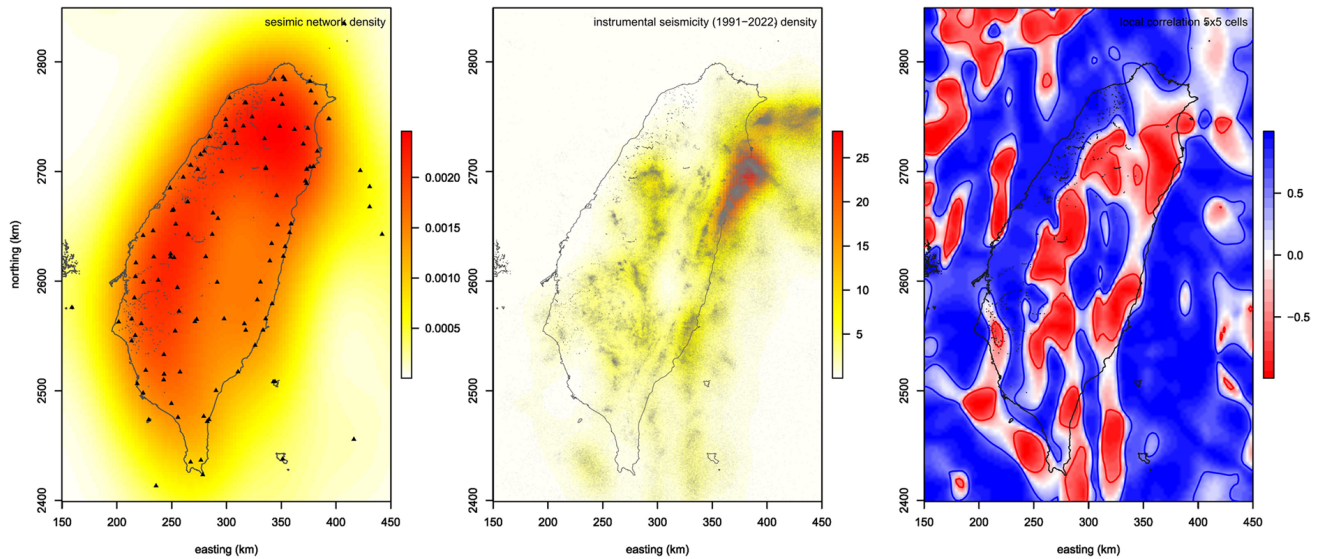 sesimic network density
instrumental seismicity (1991−2022) density
local correlation 5x5 cells
northing (km)
2800
2700
2600
2500
2400
150 200 250 300 350 400 450
easting (km)
0.0020
0.0015
0.0010
0.0005
2800
2700
2600
2500
2400
150 200 250 300 350 400 450
easting (km)
25
20
15
10
5
2800
2700
2600
2500
2400
150 200 250 300 350 400 450
easting (km)
0.5
0.0
−0.5